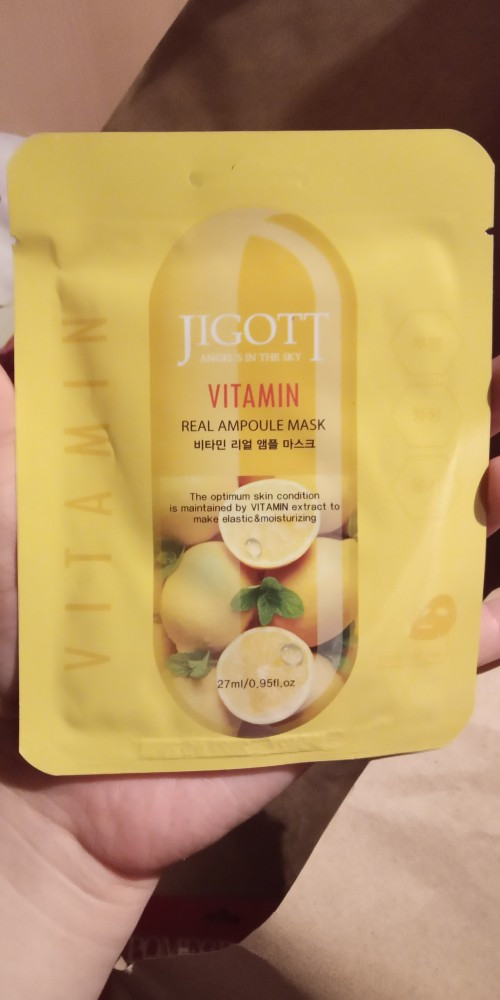 JIGOTT
ANGELS IN THE SKY
VITAMIN
REAL AMPOULE MASK
비타민 리얼 앰플 마스크
The optimum skin condition
is maintained by VITAMIN extract to
make elastic&moisturizing
27ml/0.95fl.oz
VITAMIN